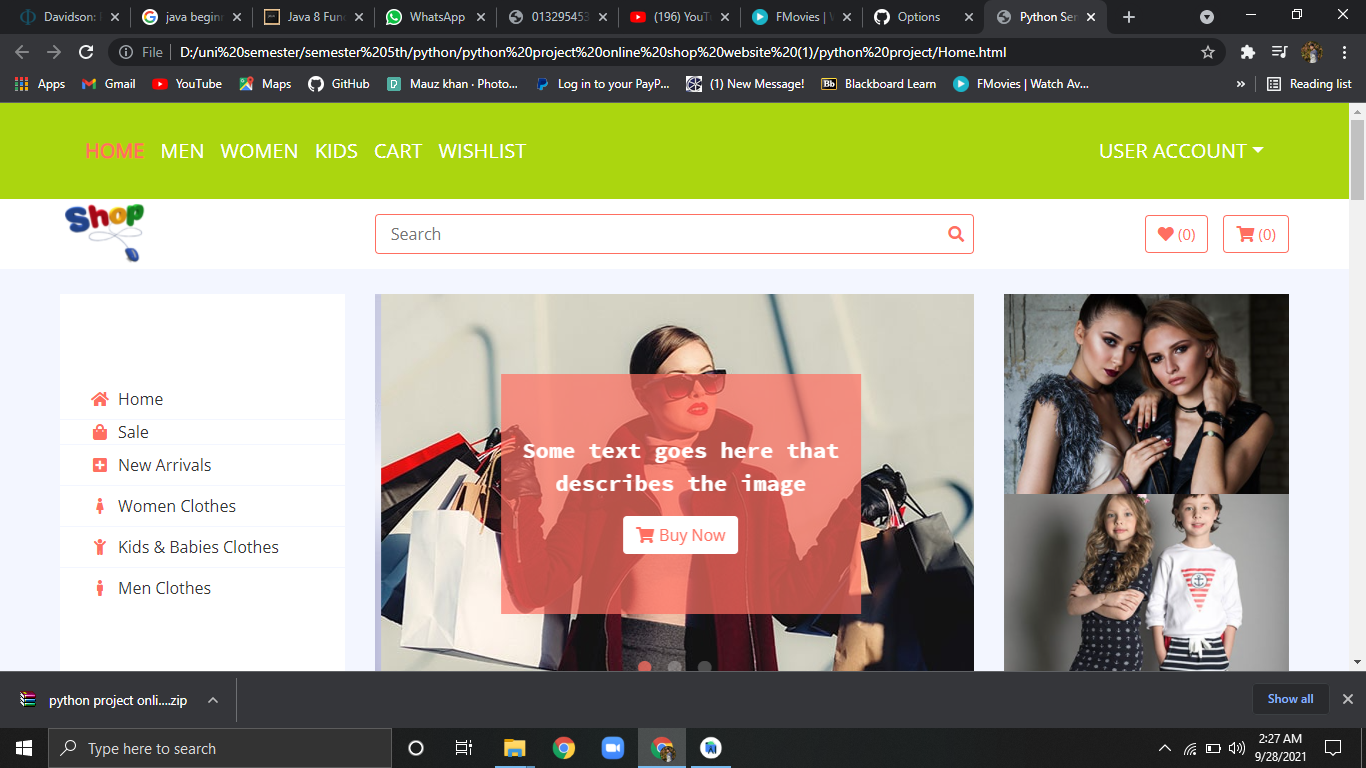 Davidson:
java begin
Java 8 Fun
WhatsApp
013295453
(196) YouT
FMovies |
Options
Python Ser
File
D:/uni%20semester/semester%205th/python/python%20project%20online%20shop%20website%20(1)/python%20project/Home.html
Apps
Gmail
YouTube
Maps
GitHub
Mauz khan · Photo...
Log in to your PayP...
(1) New Message!
Bb Blackboard Learn
FMovies | Watch Av...
»
Reading list
HOME MEN WOMEN KIDS CART WISHLIST
USER ACCOUNT
Shop
Search
(0)
(0)
Home
Sale
New Arrivals
Women Clothes
Kids & Babies Clothes
Men Clothes
Some text goes here that
describes the image
Buy Now
python project onli....zip
Show all
Type here to search
2:27 AM
9/28/2021